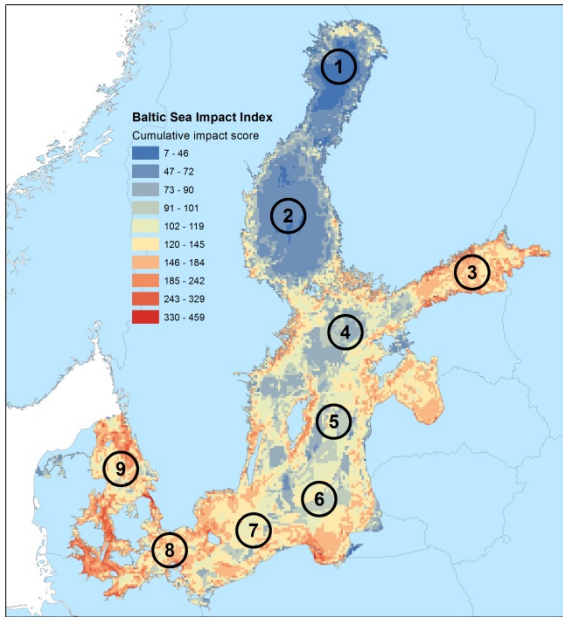 1
Baltic Sea Impact Index
Cumulative impact score
7 - 46
47 - 72
73 - 90
91 - 101
102 - 119
120 - 145
146 - 184
185 - 242
243 - 329
330 - 459
2
3
4
5
9
6
7
8